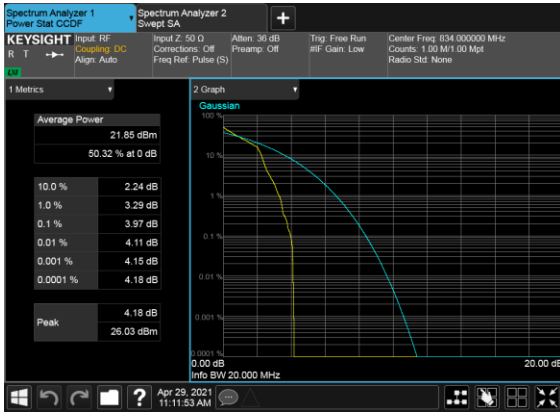 Spectrum Analyzer 1
Power Stat CCDF
Spectrum Analyzer 2
Swept SA
KEYSIGHT
R T
LXI
Input: RF
Coupling: DC
Align: Auto
Input Z: 50 Ω
Corrections: Off
Freq Ref: Pulse (S)
Atten: 36 dB
Preamp: Off
Trig: Free Run
#IF Gain: Low
Center Freq: 834.000000 MHz
Counts: 1.00 M/1.00 Mpt
Radio Std: None
1 Metrics
Average Power
21.85 dBm
50.32 % at 0 dB
10.0 % 2.24 dB
1.0 % 3.29 dB
0.1 % 3.97 dB
0.01 % 4.11 dB
0.001 % 4.15 dB
0.0001 % 4.18 dB
Peak
4.18 dB
26.03 dBm
2 Graph
Gaussian
100 %
10 %
1 %
0.1 %
0.01 %
0.001 %
0.0001 %
0.00 dB
20.00 dB
Info BW 20.000 MHz
?
Apr 29, 2021
11:11:53 AM